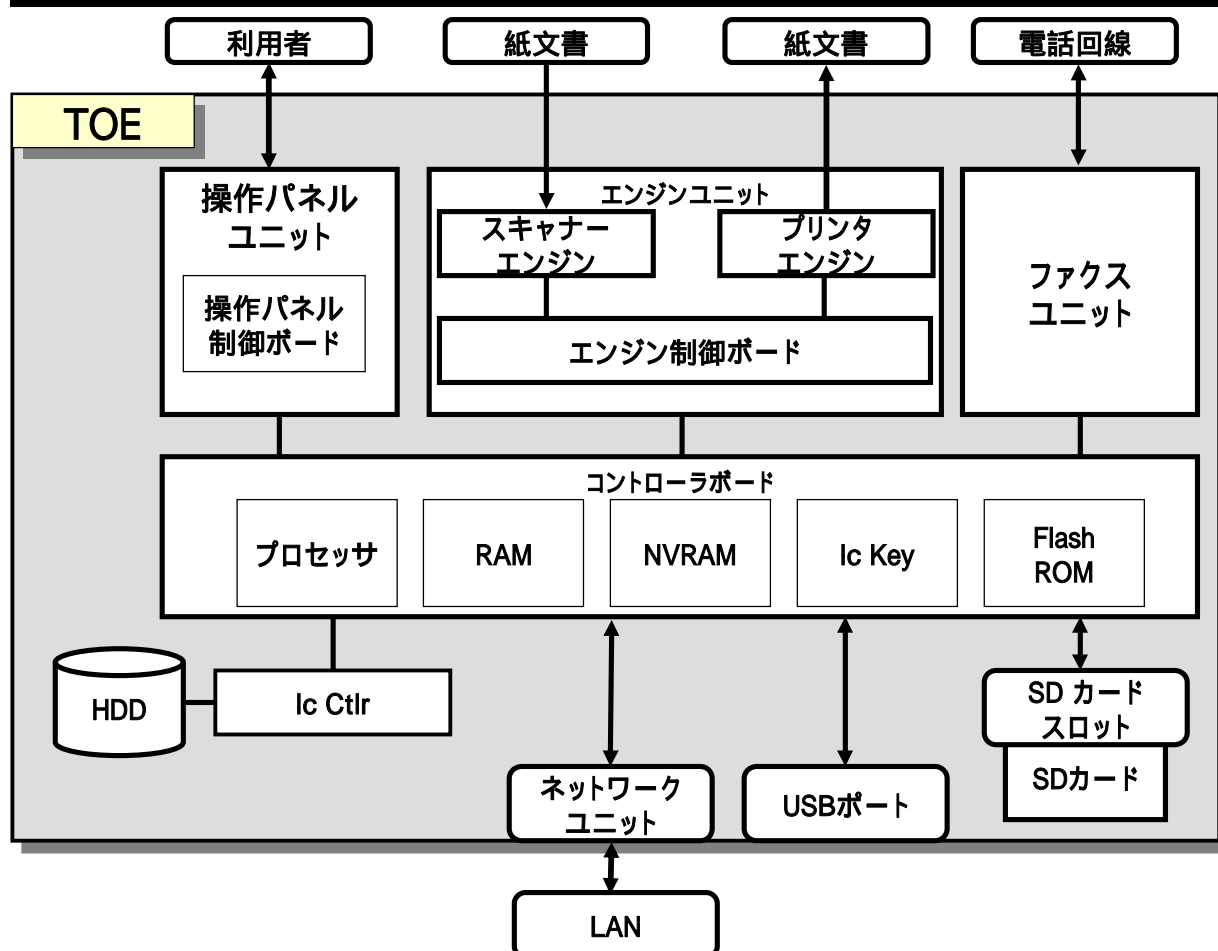 利用者
紙文書
紙文書
電話回線
TOE
操作パネル
ユニット
操作パネル
制御ボード
エンジンユニット
スキャナー
エンジン
プリンタ
エンジン
エンジン制御ボード
ファクス
ユニット
コントローラボード
プロセッサ
RAM
NVRAM
Ic Key
Flash
ROM
HDD
Ic Ctlr
SD カード
スロット
SDカード
ネットワーク
ユニット
USBポート
LAN